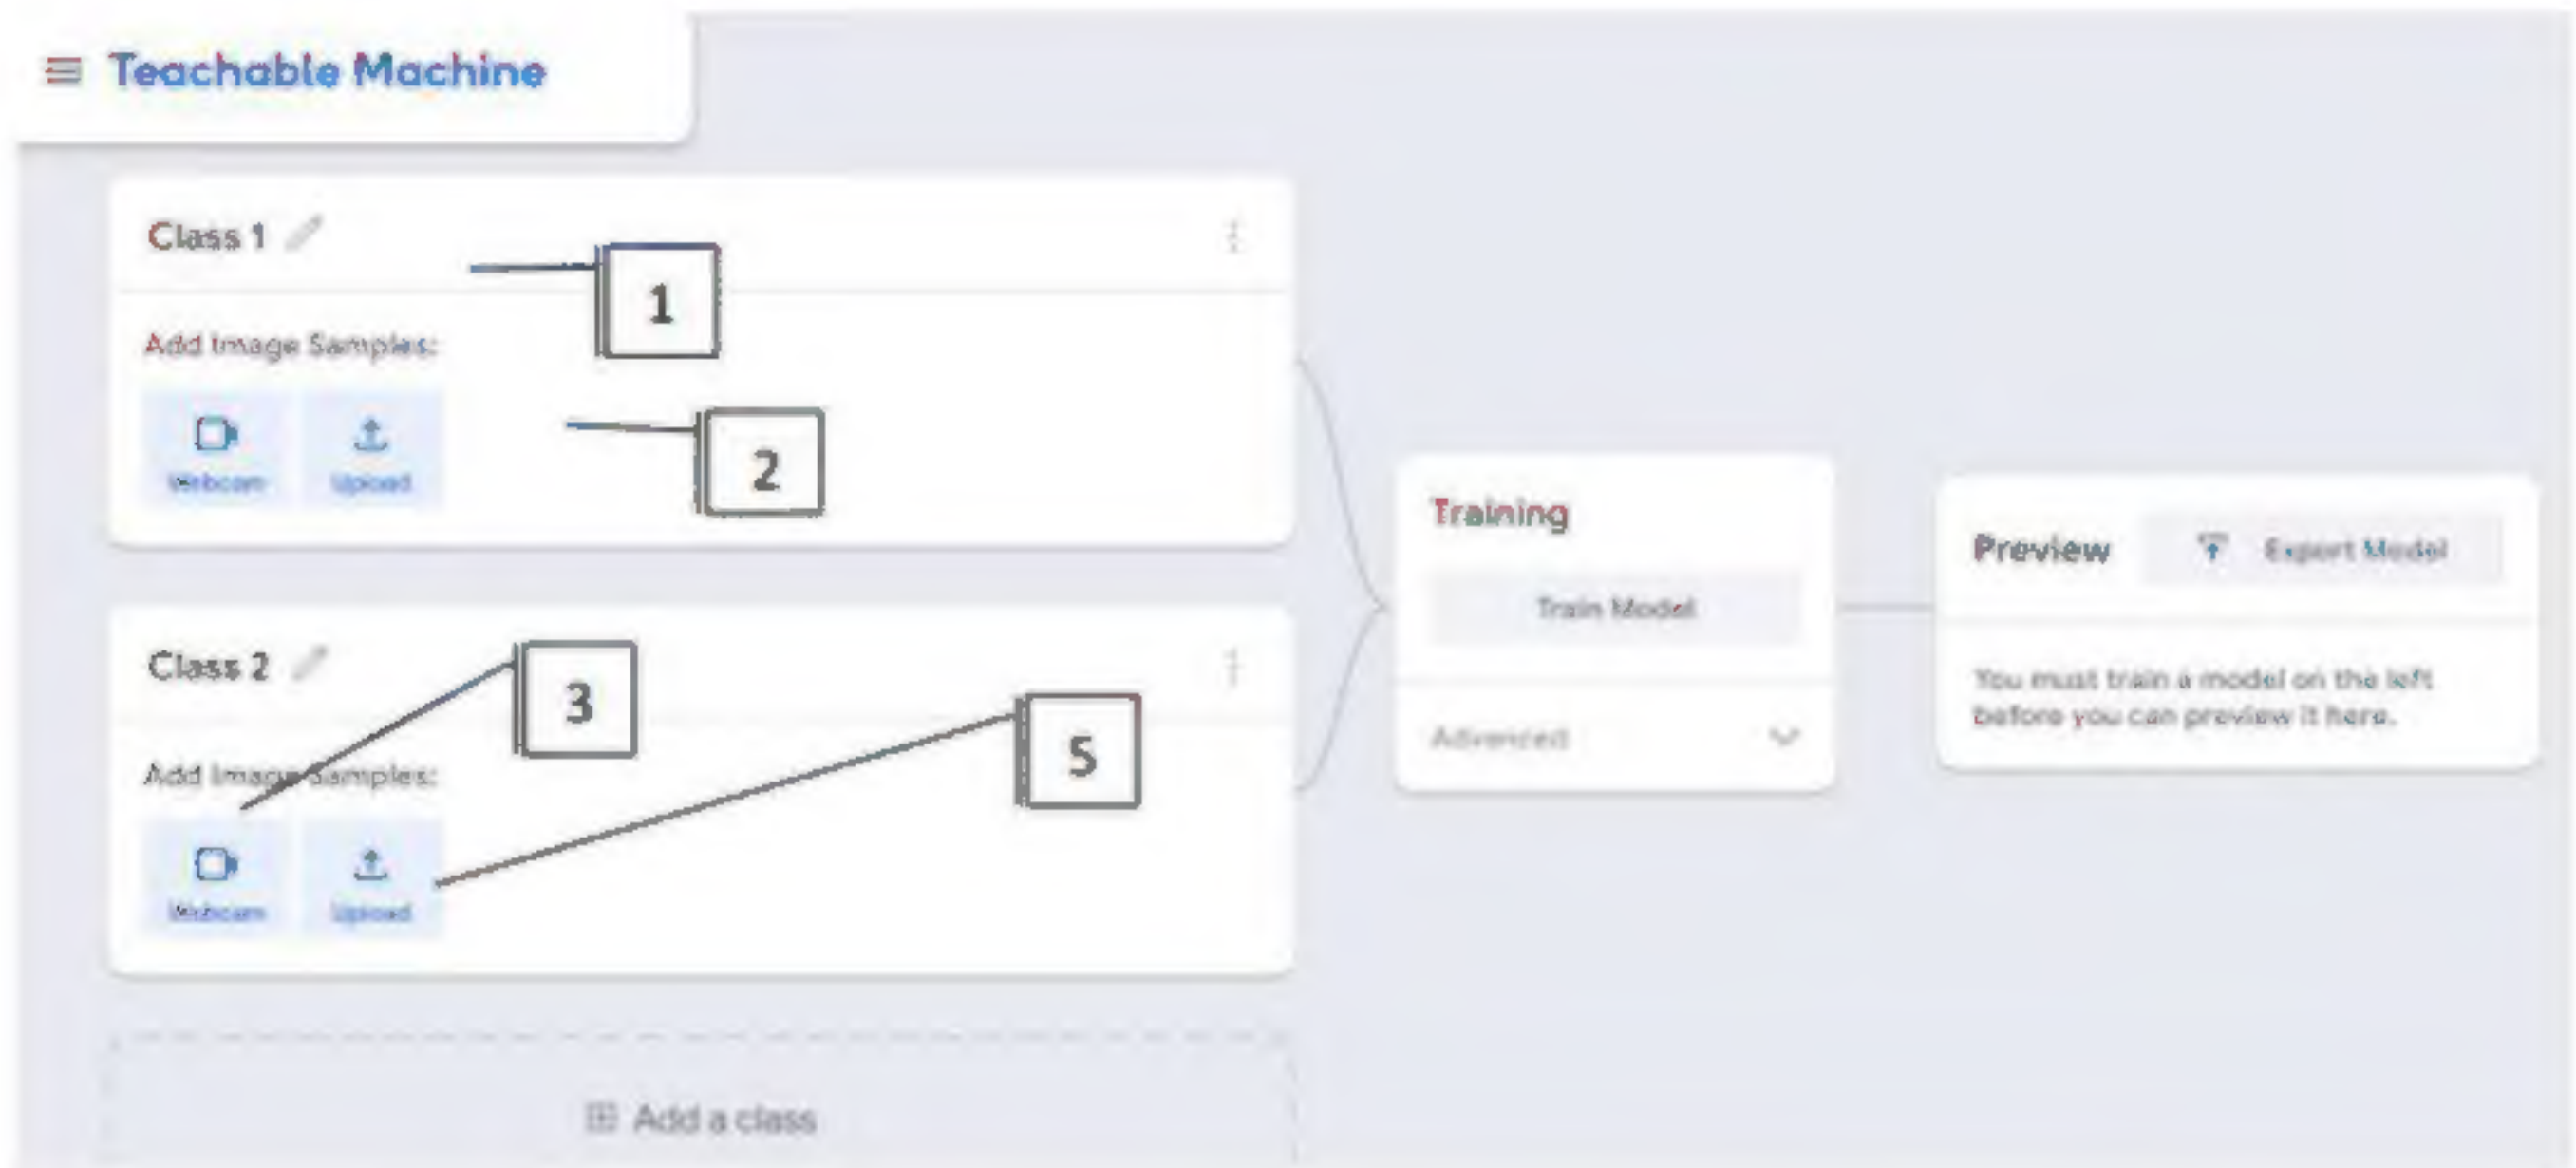 Teachable Machine
Class 1
1
Add Image Samples:
Webcam Upload
2
Class 2
3
5
Add Image Samples:
Webcam Upload
Add a class
Training
Train Model
Advanced
Preview Export Model
You must train a model on the left
before you can preview it here.